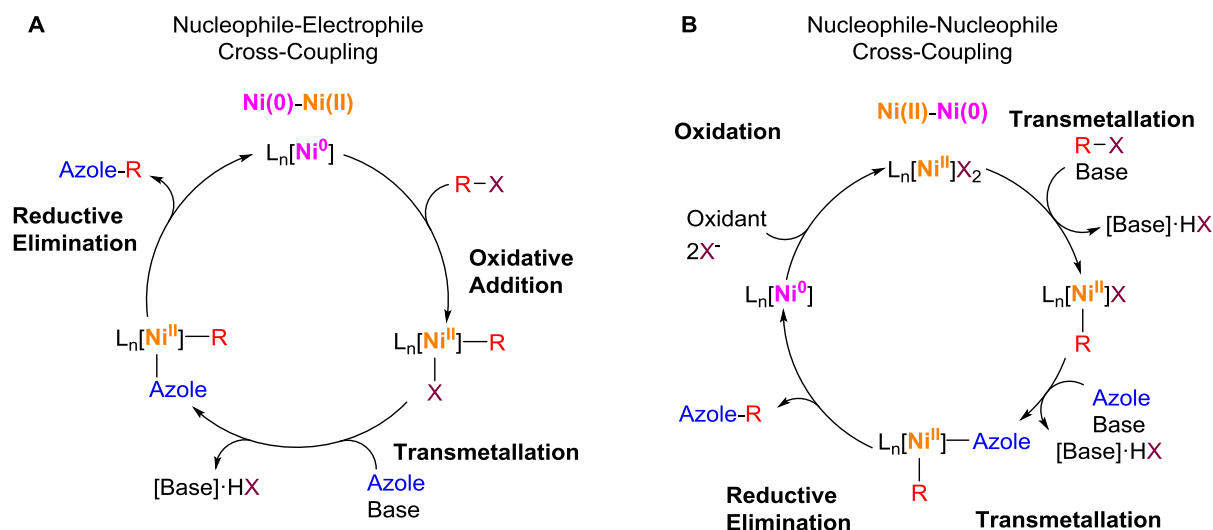 A
Nucleophile-Electrophile
Cross-Coupling
Ni(0)-Ni(II)
Lₙ[Ni⁰]
R–X
Oxidative
Addition
Lₙ[Niᴵᴵ]–R
X
Transmetallation
Azole
Base
[Base]·HX
Lₙ[Niᴵᴵ]–R
Azole
Reductive
Elimination
Azole-R
B
Nucleophile-Nucleophile
Cross-Coupling
Ni(II)-Ni(0)
Oxidation
Transmetallation
Lₙ[Niᴵᴵ]X₂
R–X
Base
[Base]·HX
Lₙ[Niᴵᴵ]X
R
Azole
Base
[Base]·HX
Transmetallation
Lₙ[Niᴵᴵ]–Azole
R
Reductive
Elimination
Azole-R
Lₙ[Ni⁰]
Oxidant
2X⁻